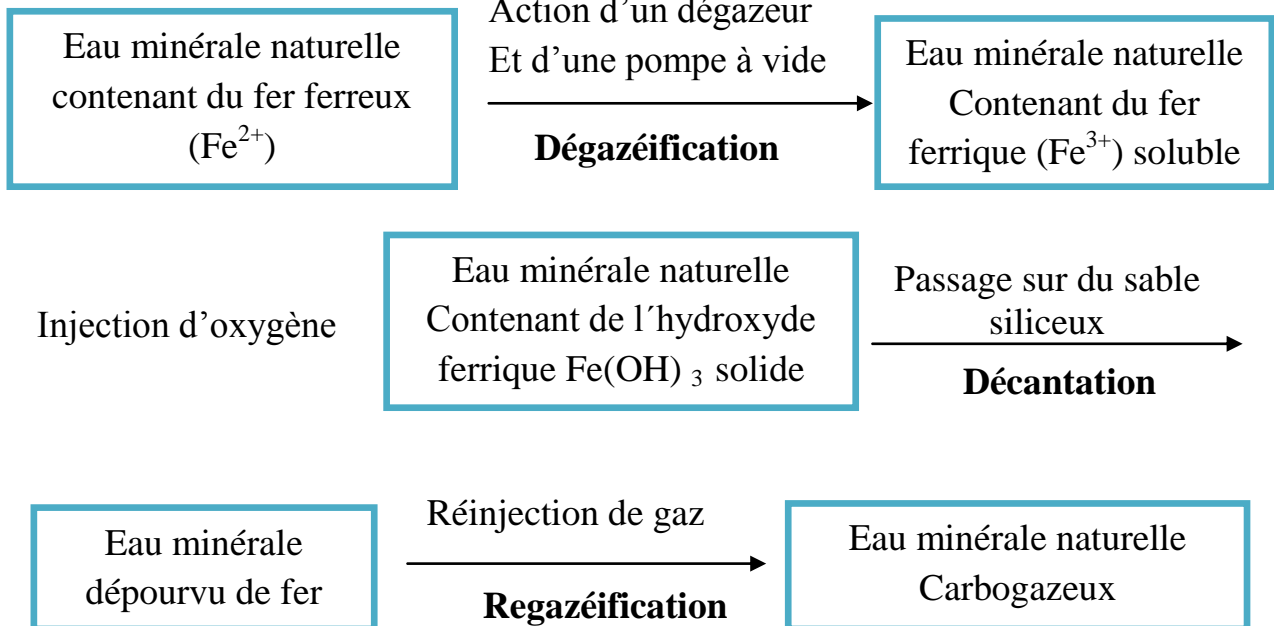 Eau minérale naturelle
contenant du fer ferreux
(Fe2+)
Action d’un dégazeur
Et d’une pompe à vide
Dégazéification
Eau minérale naturelle
Contenant du fer
ferrique (Fe3+) soluble
Injection d’oxygène
Eau minérale naturelle
Contenant de l´hydroxyde
ferrique Fe(OH) 3 solide
Passage sur du sable
siliceux
Décantation
Eau minérale
dépourvu de fer
Réinjection de gaz
Regazéification
Eau minérale naturelle
Carbogazeux